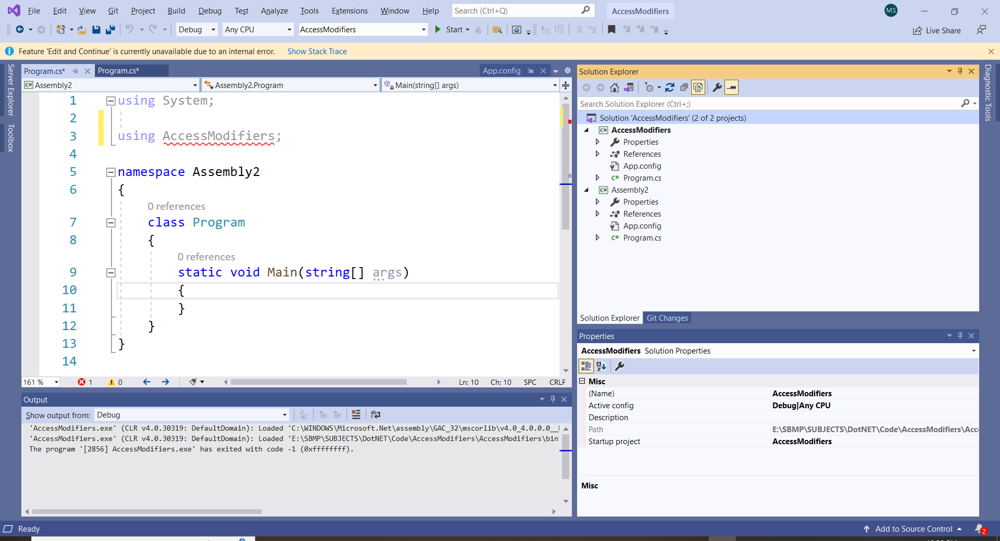 File Edit View Git Project Build Debug Test Analyze Tools Extensions Window Help Search (Ctrl+Q) AccessModifiers MS
Debug Any CPU AccessModifiers Start Live Share
Feature 'Edit and Continue' is currently unavailable due to an internal error. Show Stack Trace
Server Explorer
Toolbox
Program.cs* Program.cs* App.config
Assembly2 Assembly2.Program Main(string[] args)
1 using System;
2
3 using AccessModifiers;
4
5 namespace Assembly2
6 {
0 references
7 class Program
8 {
0 references
9 static void Main(string[] args)
10 {
11 }
12 }
13 }
14
161 % 1 0 Ln: 10 Ch: 10 SPC CRLF
Output
Show output from: Debug
'AccessModifiers.exe' (CLR v4.0.30319: DefaultDomain): Loaded 'C:\WINDOWS\Microsoft.Net\assembly\GAC_32\mscorlib\v4.0_4.0.0.0__
'AccessModifiers.exe' (CLR v4.0.30319: DefaultDomain): Loaded 'E:\SBMP\SUBJECTS\DotNET\Code\AccessModifiers\AccessModifiers\bin
The program '[2856] AccessModifiers.exe' has exited with code -1 (0xffffffff).
Solution Explorer
Search Solution Explorer (Ctrl+;)
Solution 'AccessModifiers' (2 of 2 projects)
C# AccessModifiers
Properties
References
App.config
C# Program.cs
C# Assembly2
Properties
References
App.config
C# Program.cs
Solution Explorer Git Changes
Properties
AccessModifiers Solution Properties
Misc
(Name) AccessModifiers
Active config Debug|Any CPU
Description
Path E:\SBMP\SUBJECTS\DotNET\Code\AccessModifiers\Acc
Startup project AccessModifiers
Misc
Diagnostic Tools
Ready Add to Source Control 2